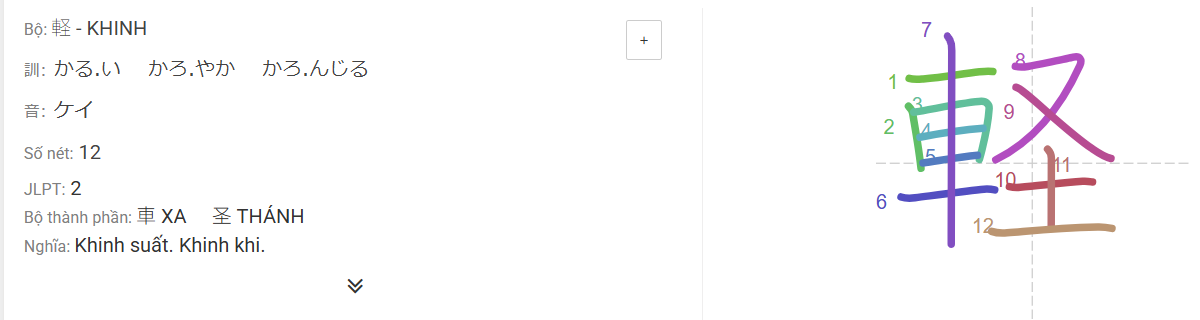 Bộ: 軽 - KHINH
+
訓: かる.い かろ.やか かろ.んじる
音: ケイ
Số nét: 12
JLPT: 2
Bộ thành phần: 車 XA 圣 THÁNH
Nghĩa: Khinh suất. Khinh khi.
軽
7
8
1
3
9
2
4
5
11
10
6
12